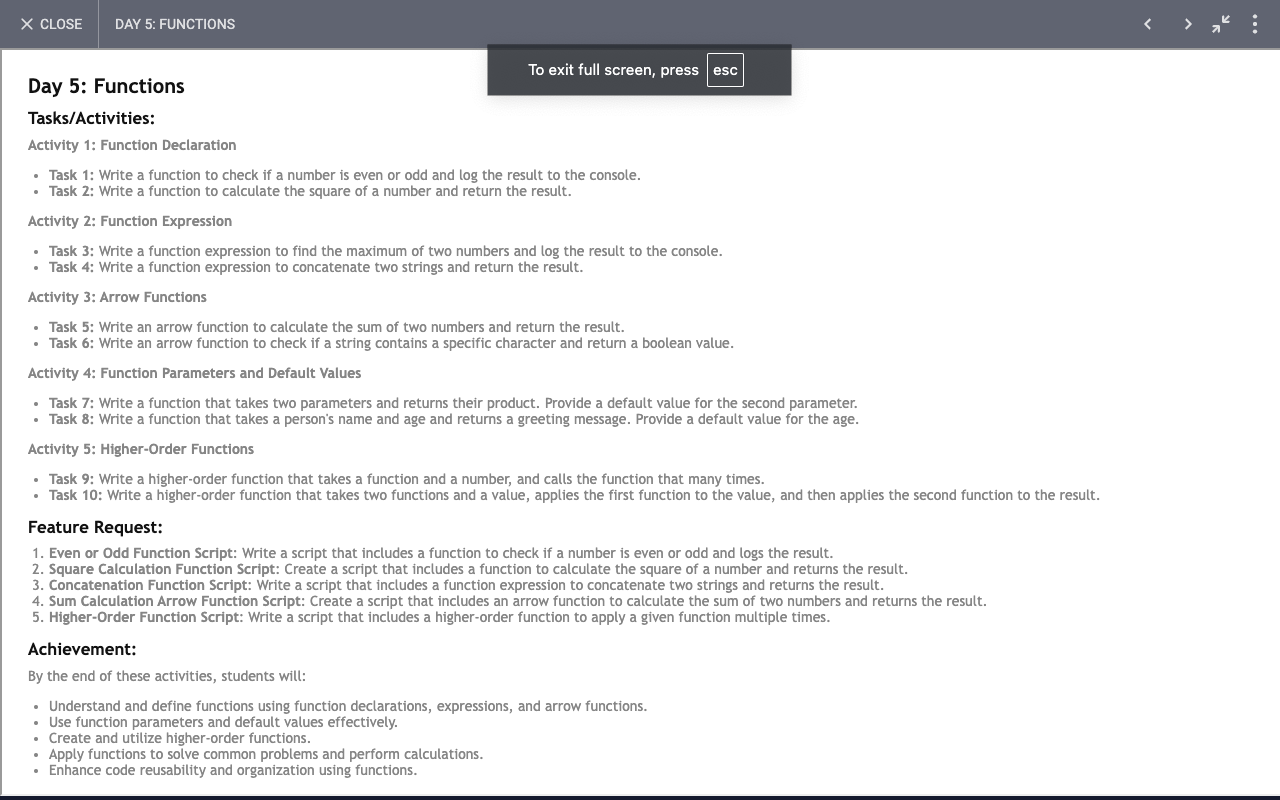 CLOSE
DAY 5: FUNCTIONS
To exit full screen, press esc
Day 5: Functions
Tasks/Activities:
Activity 1: Function Declaration
• Task 1: Write a function to check if a number is even or odd and log the result to the console.
• Task 2: Write a function to calculate the square of a number and return the result.
Activity 2: Function Expression
• Task 3: Write a function expression to find the maximum of two numbers and log the result to the console.
• Task 4: Write a function expression to concatenate two strings and return the result.
Activity 3: Arrow Functions
• Task 5: Write an arrow function to calculate the sum of two numbers and return the result.
• Task 6: Write an arrow function to check if a string contains a specific character and return a boolean value.
Activity 4: Function Parameters and Default Values
• Task 7: Write a function that takes two parameters and returns their product. Provide a default value for the second parameter.
• Task 8: Write a function that takes a person's name and age and returns a greeting message. Provide a default value for the age.
Activity 5: Higher-Order Functions
• Task 9: Write a higher-order function that takes a function and a number, and calls the function that many times.
• Task 10: Write a higher-order function that takes two functions and a value, applies the first function to the value, and then applies the second function to the result.
Feature Request:
1. Even or Odd Function Script: Write a script that includes a function to check if a number is even or odd and logs the result.
2. Square Calculation Function Script: Create a script that includes a function to calculate the square of a number and returns the result.
3. Concatenation Function Script: Write a script that includes a function expression to concatenate two strings and returns the result.
4. Sum Calculation Arrow Function Script: Create a script that includes an arrow function to calculate the sum of two numbers and returns the result.
5. Higher-Order Function Script: Write a script that includes a higher-order function to apply a given function multiple times.
Achievement:
By the end of these activities, students will:
• Understand and define functions using function declarations, expressions, and arrow functions.
• Use function parameters and default values effectively.
• Create and utilize higher-order functions.
• Apply functions to solve common problems and perform calculations.
• Enhance code reusability and organization using functions.